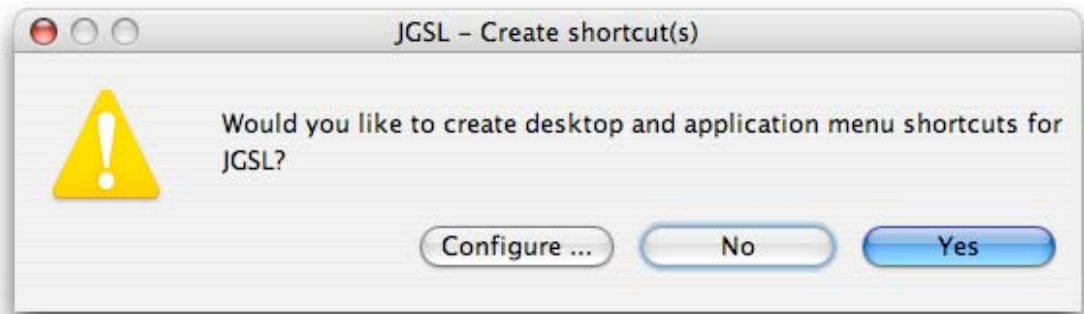 JGSL – Create shortcut(s)
Would you like to create desktop and application menu shortcuts for
JGSL?
Configure ... No Yes